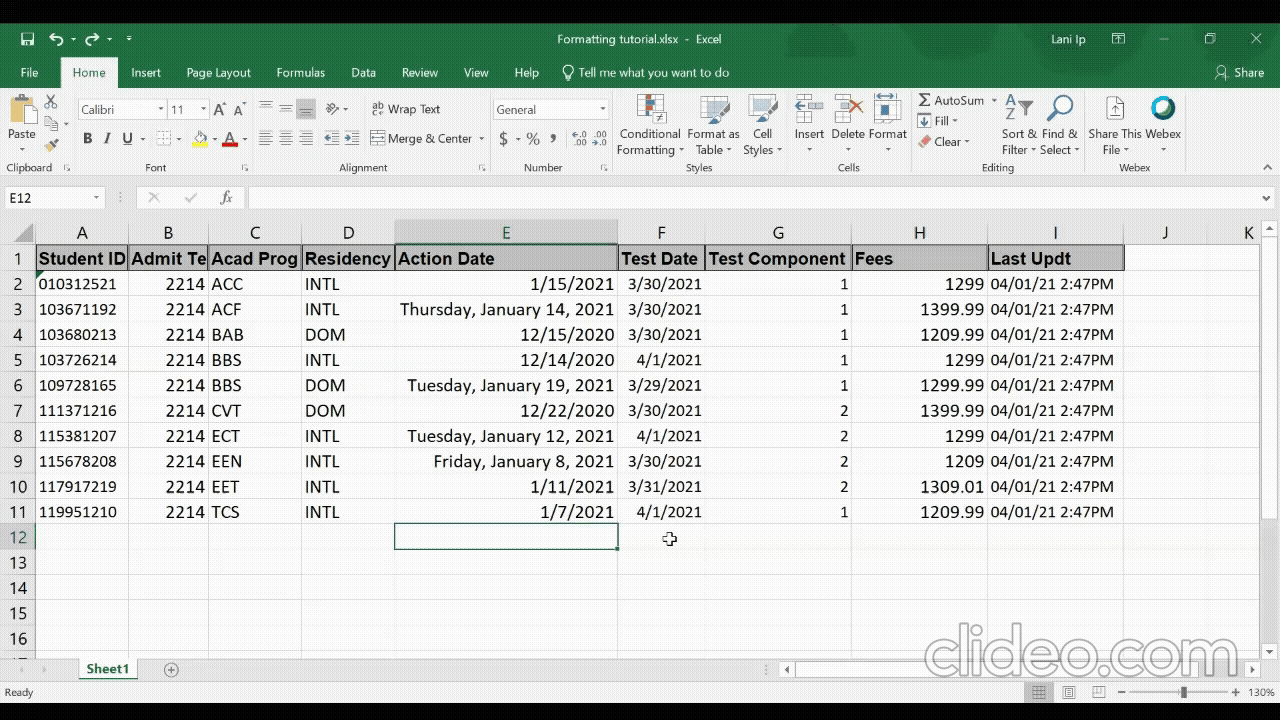 Formatting tutorial.xlsx - Excel
Lani Ip
File Home Insert Page Layout Formulas Data Review View Help Tell me what you want to do Share
Calibri 11 A A Wrap Text General AutoSum
Paste B I U A Merge & Center $ % , Conditional Formatting Format as Table Cell Styles Insert Delete Format Fill Clear Sort & Filter Find & Select Share This File Webex
Clipboard Font Alignment Number Styles Cells Editing Webex
E12 fx
A B C D E F G H I J K
1 Student ID Admit Te Acad Prog Residency Action Date Test Date Test Component Fees Last Updt
2 010312521 2214 ACC INTL 1/15/2021 3/30/2021 1 1299 04/01/21 2:47PM
3 103671192 2214 ACF INTL Thursday, January 14, 2021 3/30/2021 1 1399.99 04/01/21 2:47PM
4 103680213 2214 BAB DOM 12/15/2020 3/30/2021 1 1209.99 04/01/21 2:47PM
5 103726214 2214 BBS INTL 12/14/2020 4/1/2021 1 1299 04/01/21 2:47PM
6 109728165 2214 BBS DOM Tuesday, January 19, 2021 3/29/2021 1 1299.99 04/01/21 2:47PM
7 111371216 2214 CVT DOM 12/22/2020 3/30/2021 2 1399.99 04/01/21 2:47PM
8 115381207 2214 ECT INTL Tuesday, January 12, 2021 4/1/2021 2 1299 04/01/21 2:47PM
9 115678208 2214 EEN INTL Friday, January 8, 2021 3/30/2021 2 1209 04/01/21 2:47PM
10 117917219 2214 EET INTL 1/11/2021 3/31/2021 2 1309.01 04/01/21 2:47PM
11 119951210 2214 TCS INTL 1/7/2021 4/1/2021 1 1209.99 04/01/21 2:47PM
12
13
14
15
16
clideo.com
Sheet1
Ready 130%